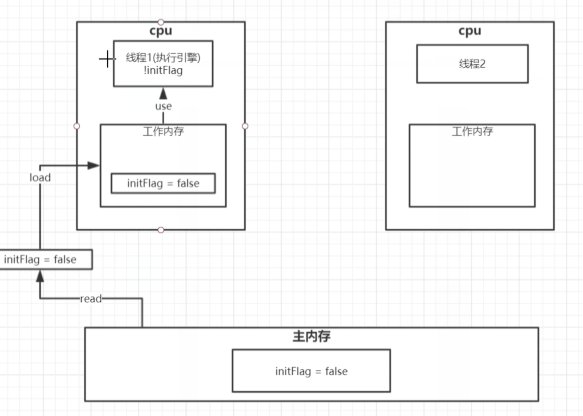 cpu
线程1(执行引擎)
!initFlag
use
工作内存
initFlag = false
load
initFlag = false
read
cpu
线程2
工作内存
主内存
initFlag = false